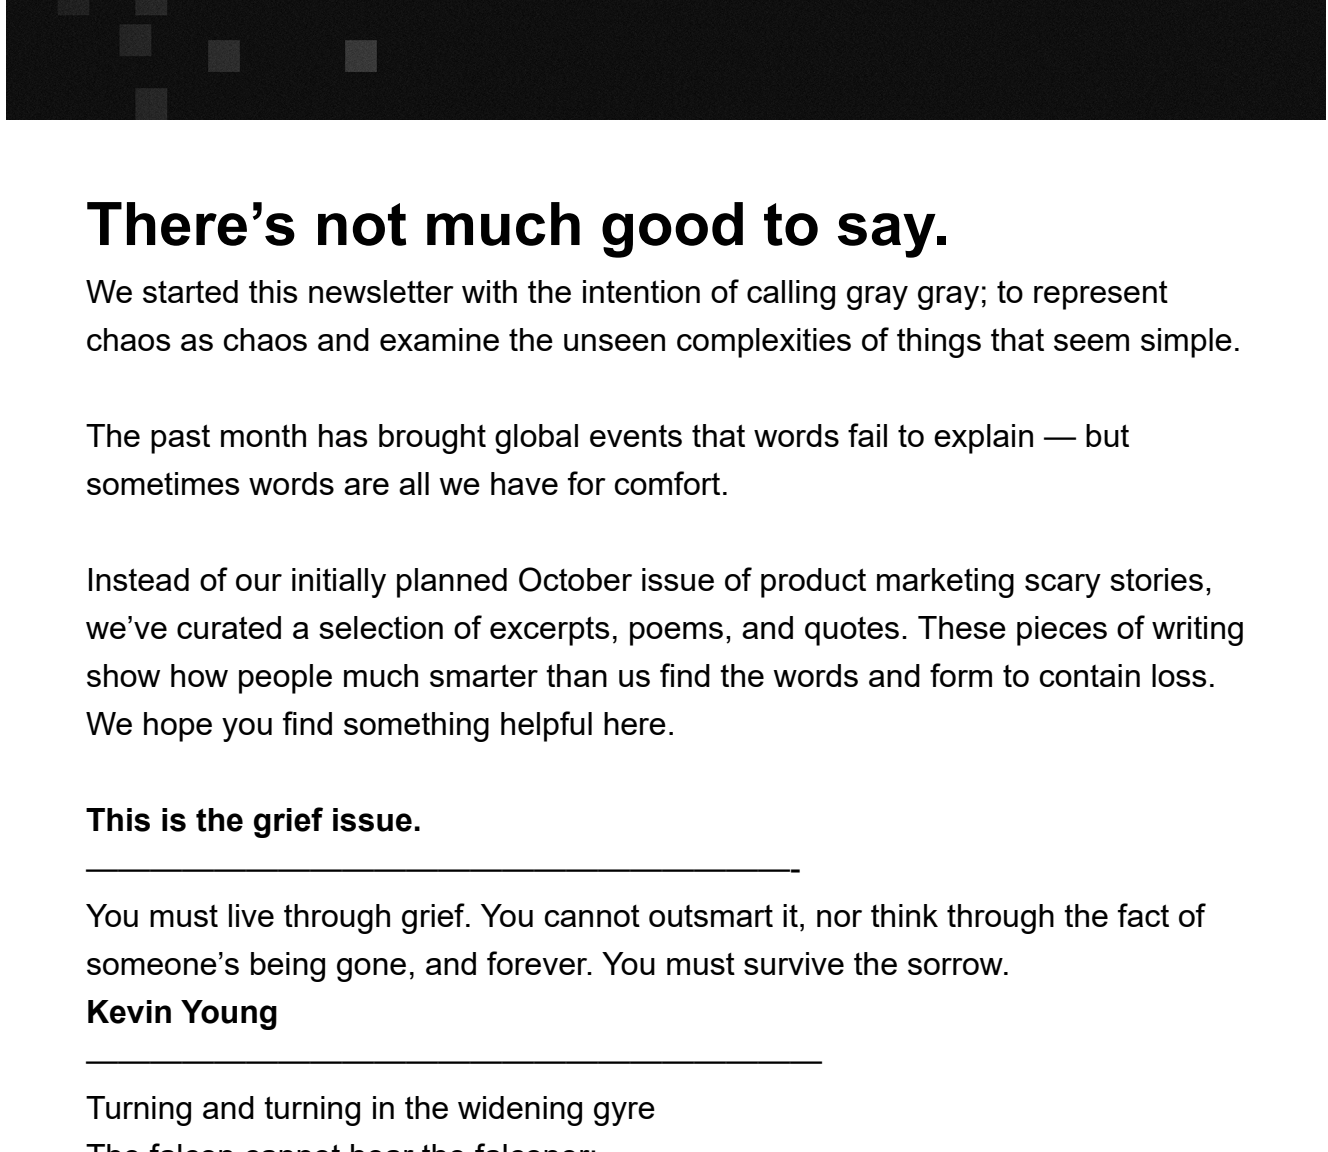 There’s not much good to say.
We started this newsletter with the intention of calling gray gray; to represent
chaos as chaos and examine the unseen complexities of things that seem simple.
The past month has brought global events that words fail to explain — but
sometimes words are all we have for comfort.
Instead of our initially planned October issue of product marketing scary stories,
we’ve curated a selection of excerpts, poems, and quotes. These pieces of writing
show how people much smarter than us find the words and form to contain loss.
We hope you find something helpful here.
This is the grief issue.
——————————————————————-
You must live through grief. You cannot outsmart it, nor think through the fact of
someone’s being gone, and forever. You must survive the sorrow.
Kevin Young
———————————————————————
Turning and turning in the widening gyre
The falcon cannot hear the falconer;